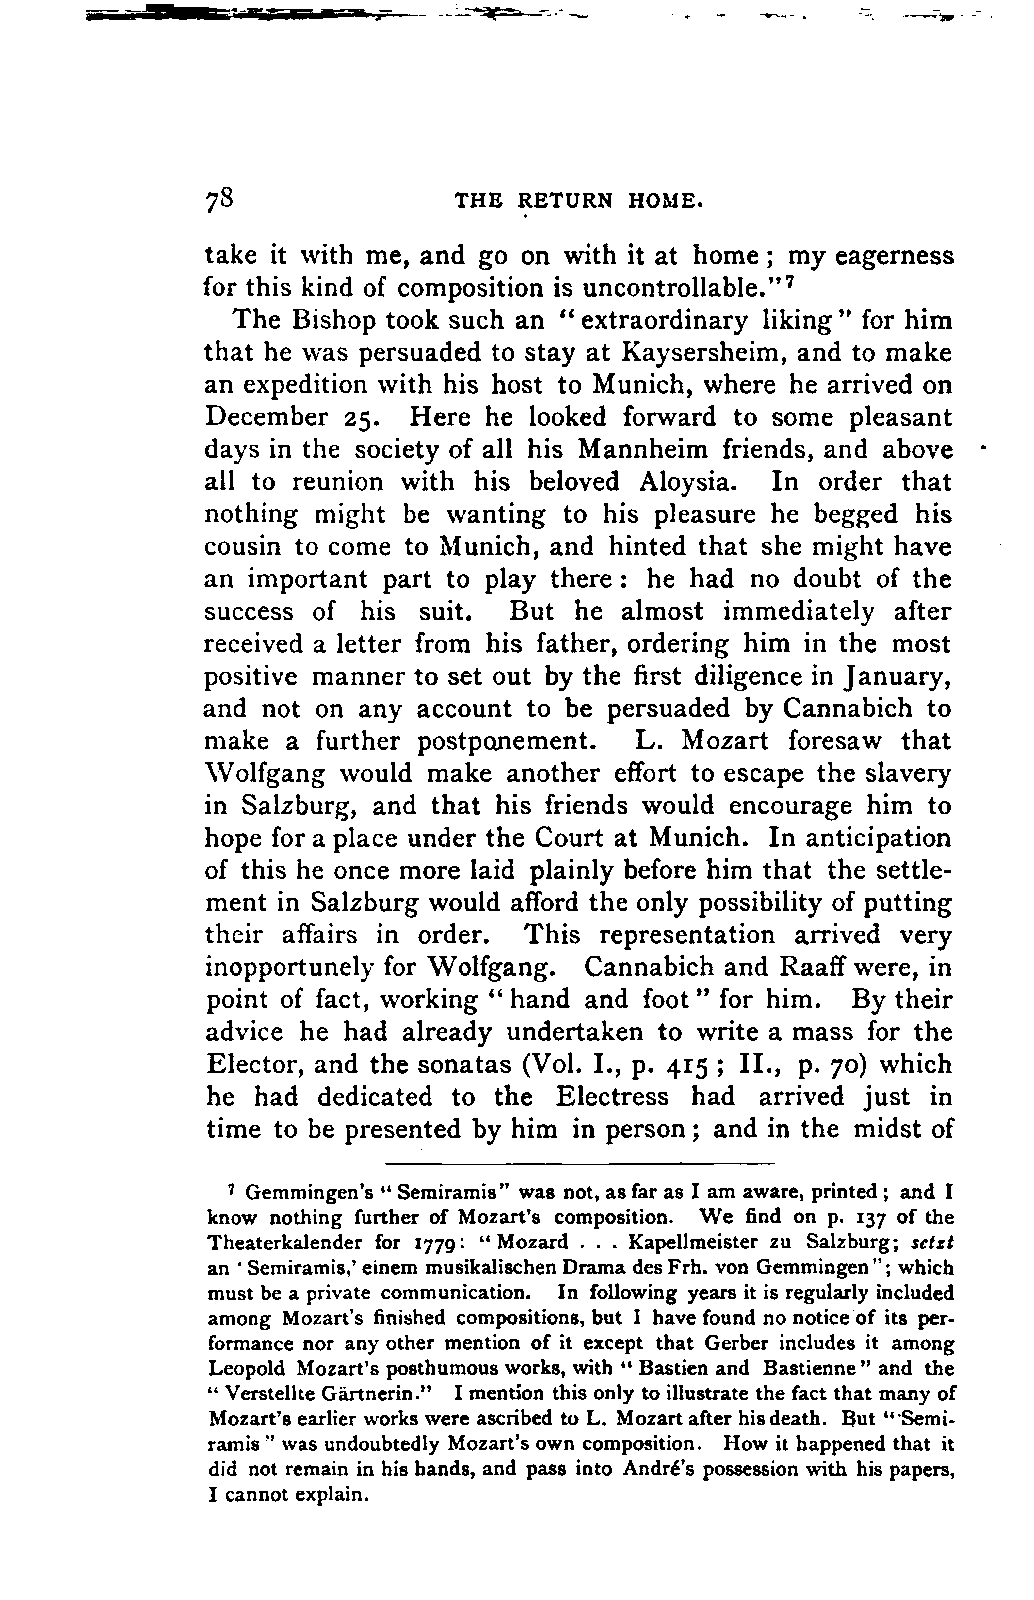 78 THE RETURN HOME.
take it with me, and go on with it at home ; my eagerness
for this kind of composition is uncontrollable."7
The Bishop took such an "extraordinary liking" for him
that he was persuaded to stay at Kaysersheim, and to make
an expedition with his host to Munich, where he arrived on
December 25. Here he looked forward to some pleasant
days in the society of all his Mannheim friends, and above
all to reunion with his beloved Aloysia. In order that
nothing might be wanting to his pleasure he begged his
cousin to come to Munich, and hinted that she might have
an important part to play there : he had no doubt of the
success of his suit. But he almost immediately after
received a letter from his father, ordering him in the most
positive manner to set out by the first diligence in January,
and not on any account to be persuaded by Cannabich to
make a further postponement. L. Mozart foresaw that
Wolfgang would make another effort to escape the slavery
in Salzburg, and that his friends would encourage him to
hope for a place under the Court at Munich. In anticipation
of this he once more laid plainly before him that the settle-
ment in Salzburg would afford the only possibility of putting
their affairs in order. This representation arrived very
inopportunely for Wolfgang. Cannabich and Raaff were, in
point of fact, working "hand and foot" for him. By their
advice he had already undertaken to write a mass for the
Elector, and the sonatas (Vol. I., p. 415 ; II., p. 70) which
he had dedicated to the Electress had arrived just in
time to be presented by him in person ; and in the midst of
7 Gemmingen's "Semiramis" was not, as far as I am aware, printed ; and I
know nothing further of Mozart's composition. We find on p. 137 of the
Theaterkalender for 1779: "Mozard . . . Kapellmeister zu Salzburg; setzt
an 'Semiramis,' einem musikalischen Drama des Frh. von Gemmingen"; which
must be a private communication. In following years it is regularly included
among Mozart's finished compositions, but I have found no notice of its per-
formance nor any other mention of it except that Gerber includes it among
Leopold Mozart's posthumous works, with "Bastien and Bastienne" and the
"Verstellte Gärtnerin." I mention this only to illustrate the fact that many of
Mozart's earlier works were ascribed to L. Mozart after his death. But "Semi-
ramis" was undoubtedly Mozart's own composition. How it happened that it
did not remain in his hands, and pass into André's possession with his papers,
I cannot explain.